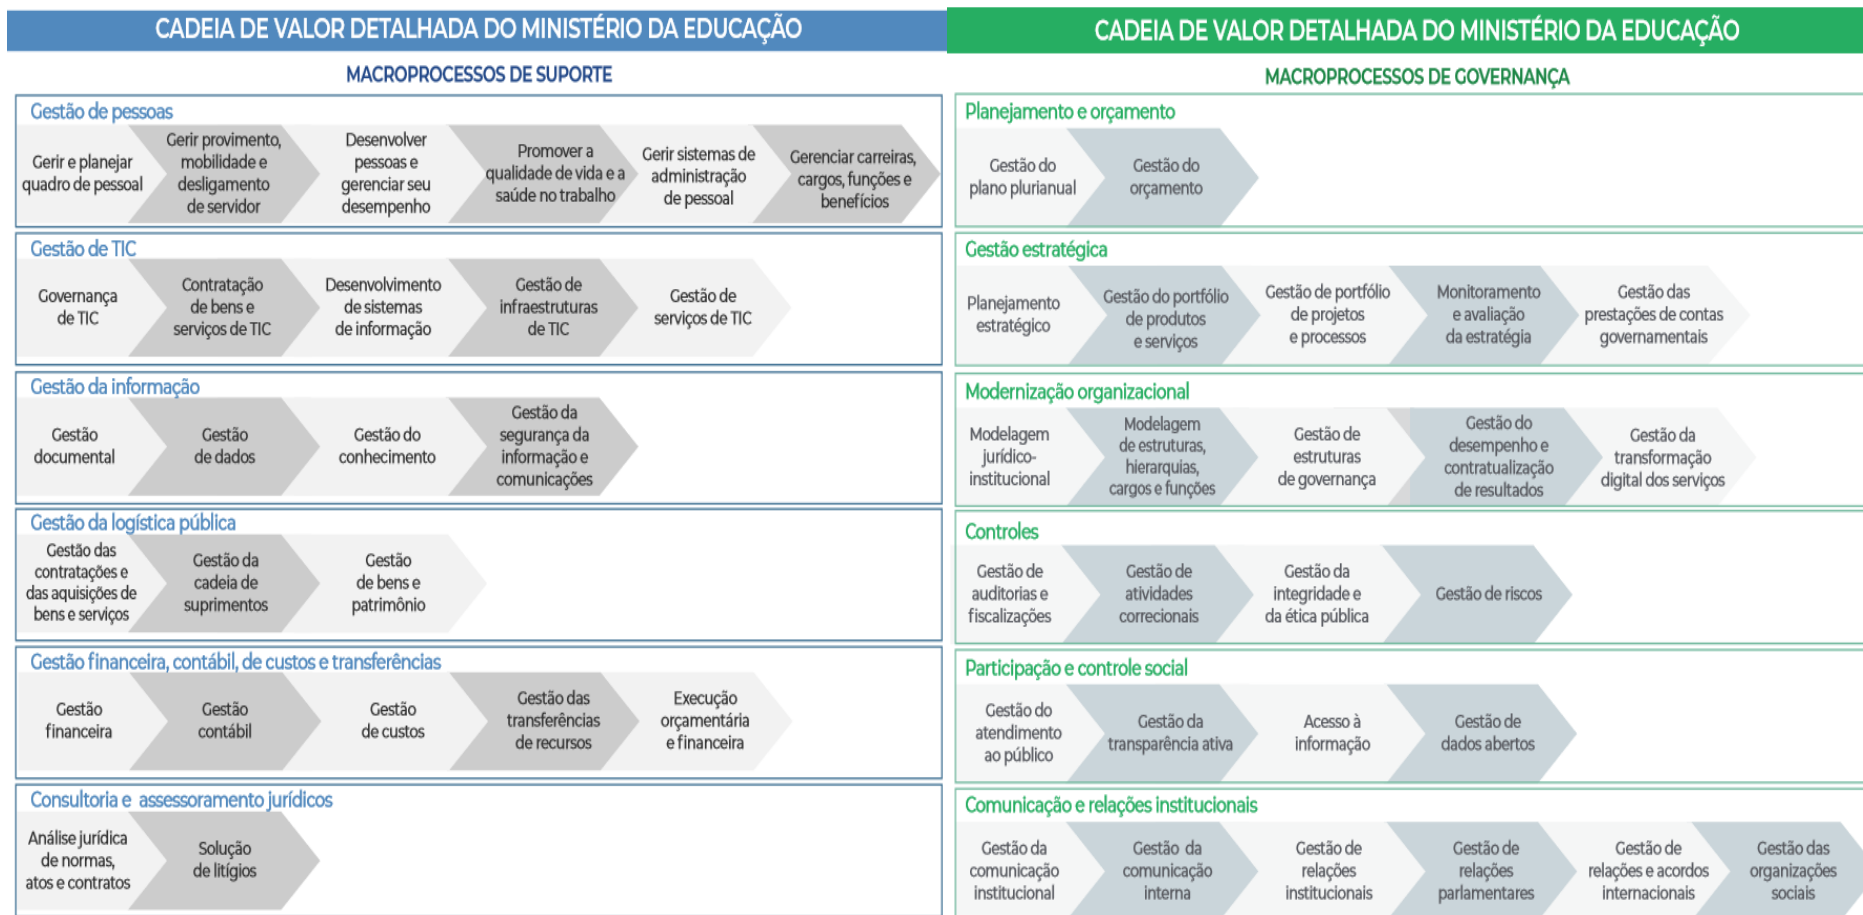 CADEIA DE VALOR DETALHADA DO MINISTÉRIO DA EDUCAÇÃO
MACROPROCESSOS DE SUPORTE
Gestão de pessoas
Gerir e planejar
quadro de pessoal
Gerir provimento,
mobilidade e
desligamento
de servidor
Desenvolver
pessoas e
gerenciar seu
desempenho
Promover a
qualidade de vida e a
saúde no trabalho
Gerir sistemas de
administração
de pessoal
Gerenciar carreiras,
cargos, funções e
benefícios
Gestão de TIC
Governança
de TIC
Contratação
de bens e
serviços de TIC
Desenvolvimento
de sistemas
de informação
Gestão de
infraestruturas
de TIC
Gestão de
serviços de TIC
Gestão da informação
Gestão
documental
Gestão
de dados
Gestão do
conhecimento
Gestão da
segurança da
informação e
comunicações
Gestão da logística pública
Gestão das
contratações e
das aquisições de
bens e serviços
Gestão da
cadeia de
suprimentos
Gestão
de bens e
patrimônio
Gestão financeira, contábil, de custos e transferências
Gestão
financeira
Gestão
contábil
Gestão
de custos
Gestão das
transferências
de recursos
Execução
orçamentária
e financeira
Consultoria e assessoramento jurídicos
Análise jurídica
de normas,
atos e contratos
Solução
de litígios
CADEIA DE VALOR DETALHADA DO MINISTÉRIO DA EDUCAÇÃO
MACROPROCESSOS DE GOVERNANÇA
Planejamento e orçamento
Gestão do
plano plurianual
Gestão do
orçamento
Gestão estratégica
Planejamento
estratégico
Gestão do portfólio
de produtos
e serviços
Gestão de portfólio
de projetos
e processos
Monitoramento
e avaliação
da estratégia
Gestão das
prestações de contas
governamentais
Modernização organizacional
Modelagem
jurídico-
institucional
Modelagem
de estruturas,
hierarquias,
cargos e funções
Gestão de
estruturas
de governança
Gestão do
desempenho e
contratualização
de resultados
Gestão da
transformação
digital dos serviços
Controles
Gestão de
auditorias e
fiscalizações
Gestão de
atividades
correcionais
Gestão da
integridade e
da ética pública
Gestão de riscos
Participação e controle social
Gestão do
atendimento
ao público
Gestão da
transparência ativa
Acesso à
informação
Gestão de
dados abertos
Comunicação e relações institucionais
Gestão da
comunicação
institucional
Gestão da
comunicação
interna
Gestão de
relações
institucionais
Gestão de
relações
parlamentares
Gestão de
relações e acordos
internacionais
Gestão das
organizações
sociais